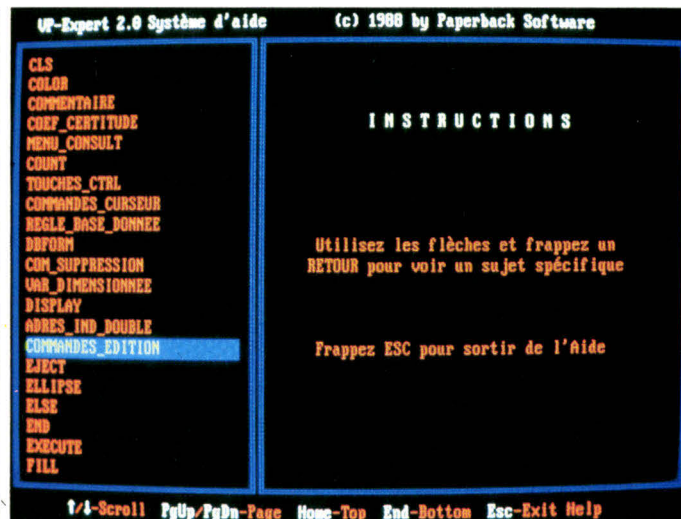 VP-Expert 2.0 Système d'aide (c) 1988 by Paperback Software
CLS
COLOR
COMMENTAIRE
COEF_CERTITUDE
MENU_CONSULT
COUNT
TOUCHES_CTRL
COMMANDES_CURSEUR
REGLE_BASE_DONNEE
DBFORM
COM_SUPPRESSION
VAR_DIMENSIONNEE
DISPLAY
ADRES_IND_DOUBLE
COMMANDES_EDITION
EJECT
ELLIPSE
ELSE
END
EXECUTE
FILL
INSTRUCTIONS
Utilisez les flèches et frappez un
RETOUR pour voir un sujet spécifique
Frappez ESC pour sortir de l'Aide
↑/↓-Scroll PgUp/PgDn-Page Home-Top End-Bottom Esc-Exit Help